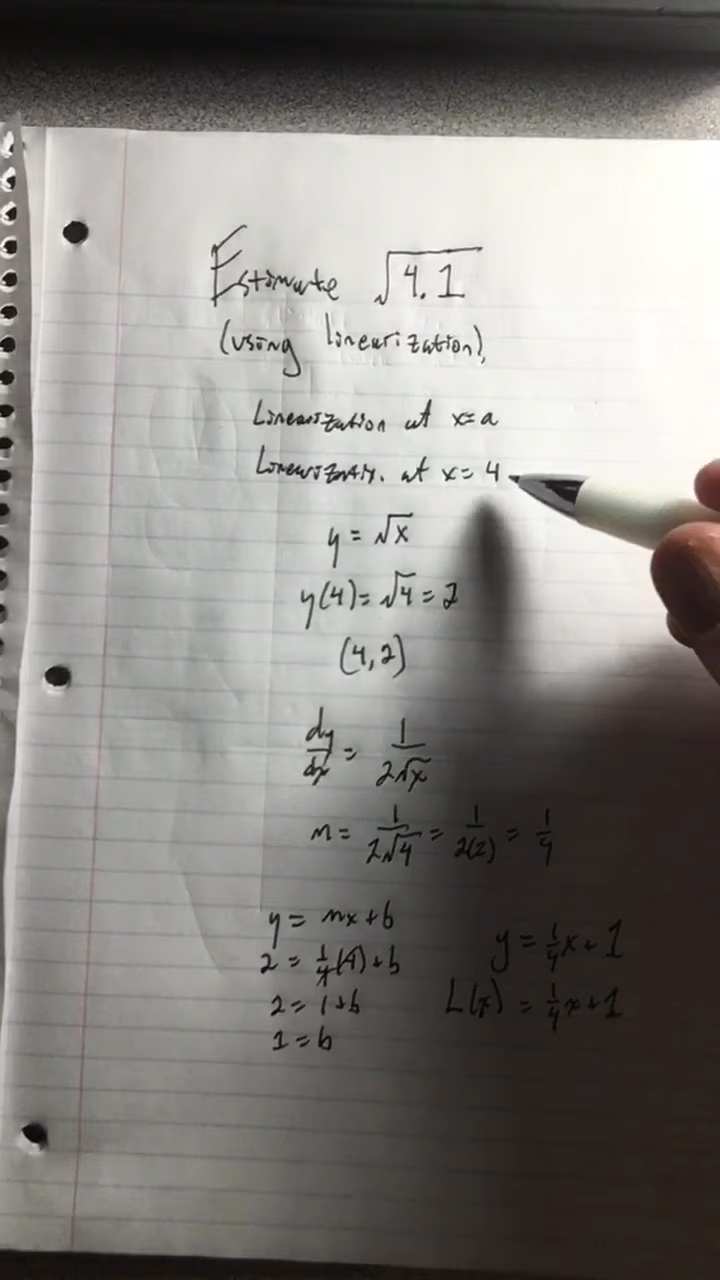 Estimate √4.1
(using linearization),
Linearization at x=a
Linearizatn. at x=4
y = √x
y(4) = √4 = 2
(4,2)
dy/dx = 1/(2√x)
m = 1/(2√4) = 1/(2(2)) = 1/4
y = mx+b
2 = 1/4(4)+b
2 = 1+b
1 = b
y = 1/4x+1
L(x) = 1/4x+1